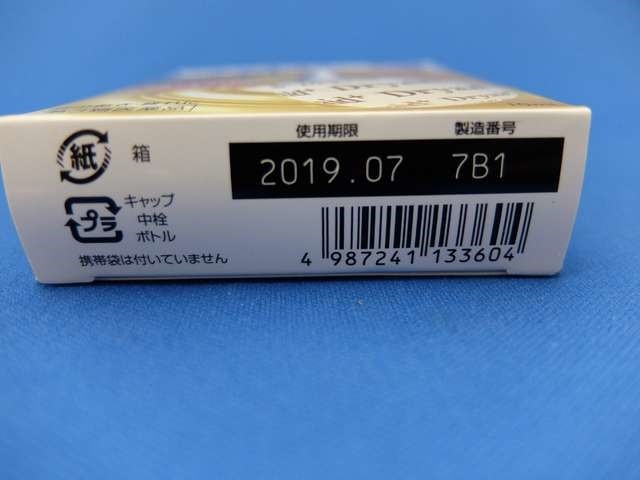 使用期限 製造番号
2019.07 7B1
紙 箱
プラ キャップ
中栓
ボトル
携帯袋は付いていません
4 987241 133604